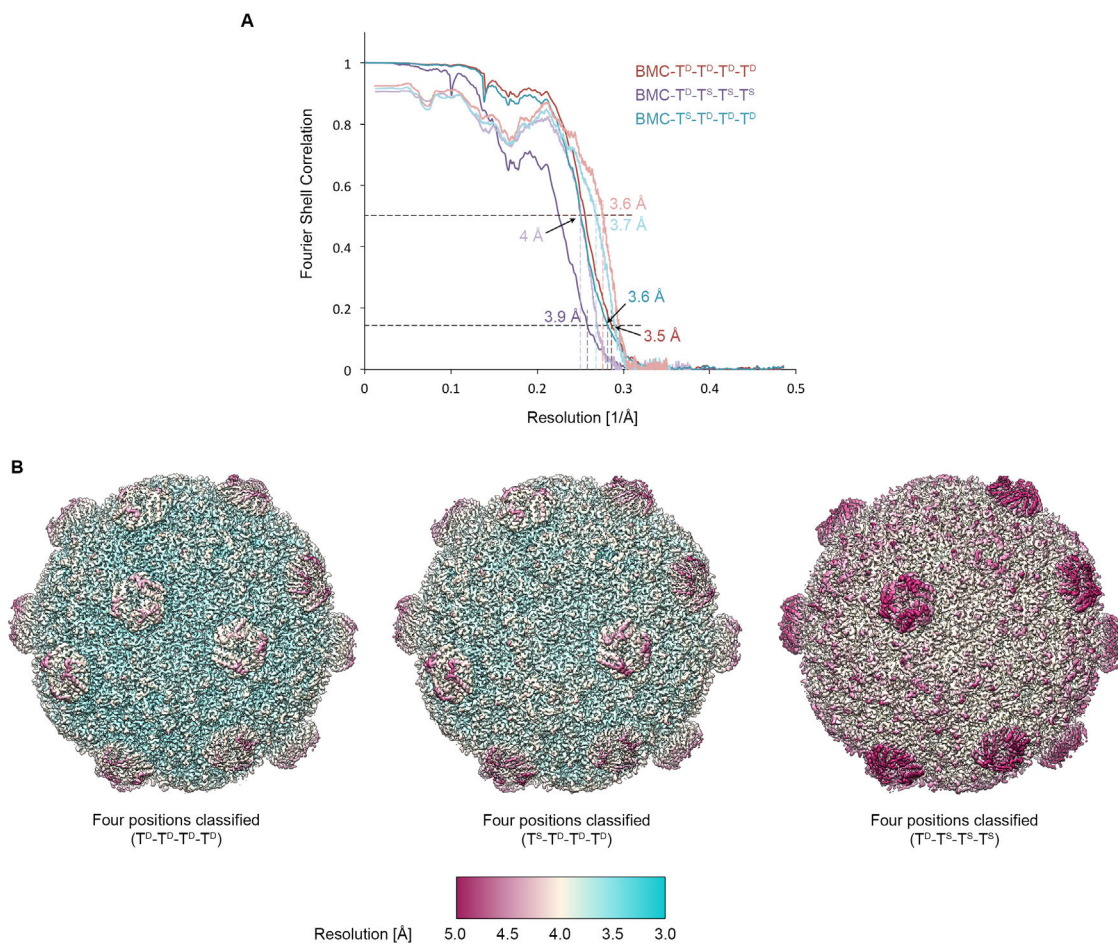 A
Fourier Shell Correlation
1
0.8
0.6
0.4
0.2
0
BMC-Tᴰ-Tᴰ-Tᴰ-Tᴰ
BMC-Tᴰ-Tˢ-Tˢ-Tˢ
BMC-Tˢ-Tᴰ-Tᴰ-Tᴰ
3.6 Å
3.7 Å
4 Å
3.6 Å
3.9 Å
3.5 Å
0 0.1 0.2 0.3 0.4 0.5
Resolution [1/Å]
B
Four positions classified Four positions classified Four positions classified
(Tᴰ-Tᴰ-Tᴰ-Tᴰ) (Tˢ-Tᴰ-Tᴰ-Tᴰ) (Tᴰ-Tˢ-Tˢ-Tˢ)
Resolution [Å]
5.0 4.5 4.0 3.5 3.0